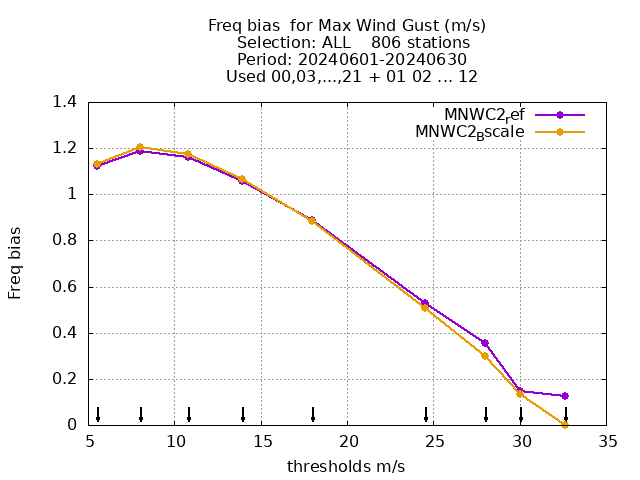 Freq bias  for Max Wind Gust (m/s)
Selection: ALL    806 stations
Period: 20240601-20240630
Used 00,03,...,21 + 01 02 ... 12
MNWC2_ref
MNWC2_Bscale
1.4
1.2
1
0.8
0.6
0.4
0.2
0
Freq bias
5 10 15 20 25 30 35
thresholds m/s